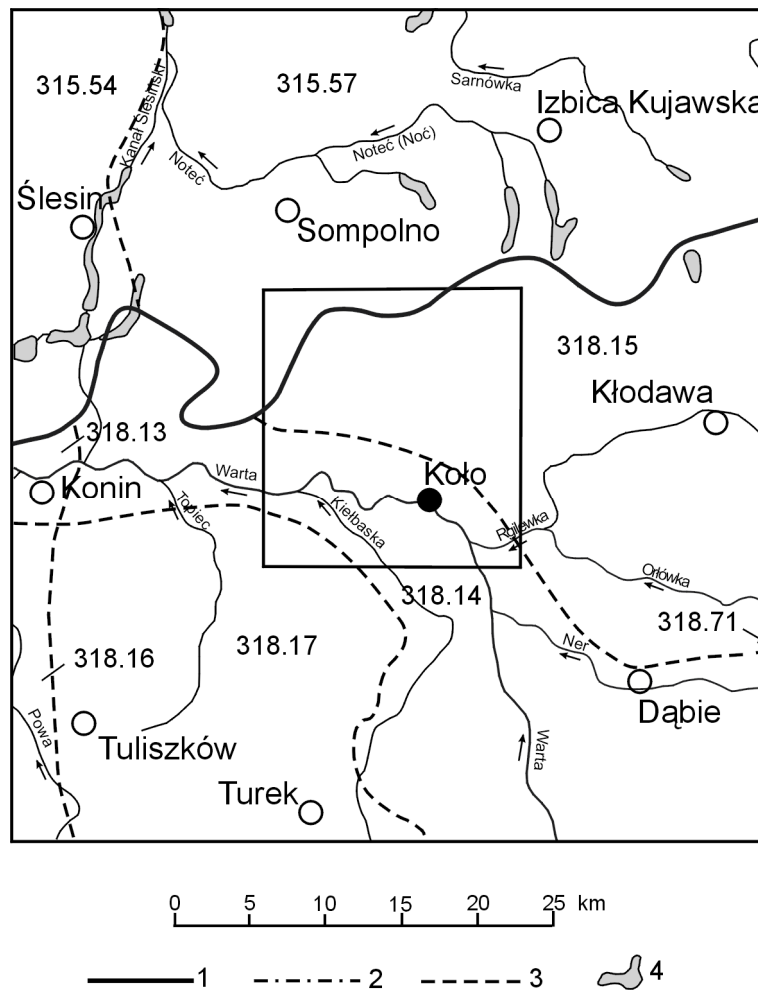 315.54
315.57
Sarnówka
Izbica Kujawska
Kanał Ślesiński
Noteć
Noteć (Noć)
Ślesin
Sompolno
318.15
Kłodawa
318.13
Konin
Warta
Topiec
Koło
Kiełbaska
Rgilewka
Orłówka
318.14
318.71
318.17
318.16
Ner
Dąbie
Powa
Tuliszków
Warta
Turek
0 5 10 15 20 25 km
1 2 3 4